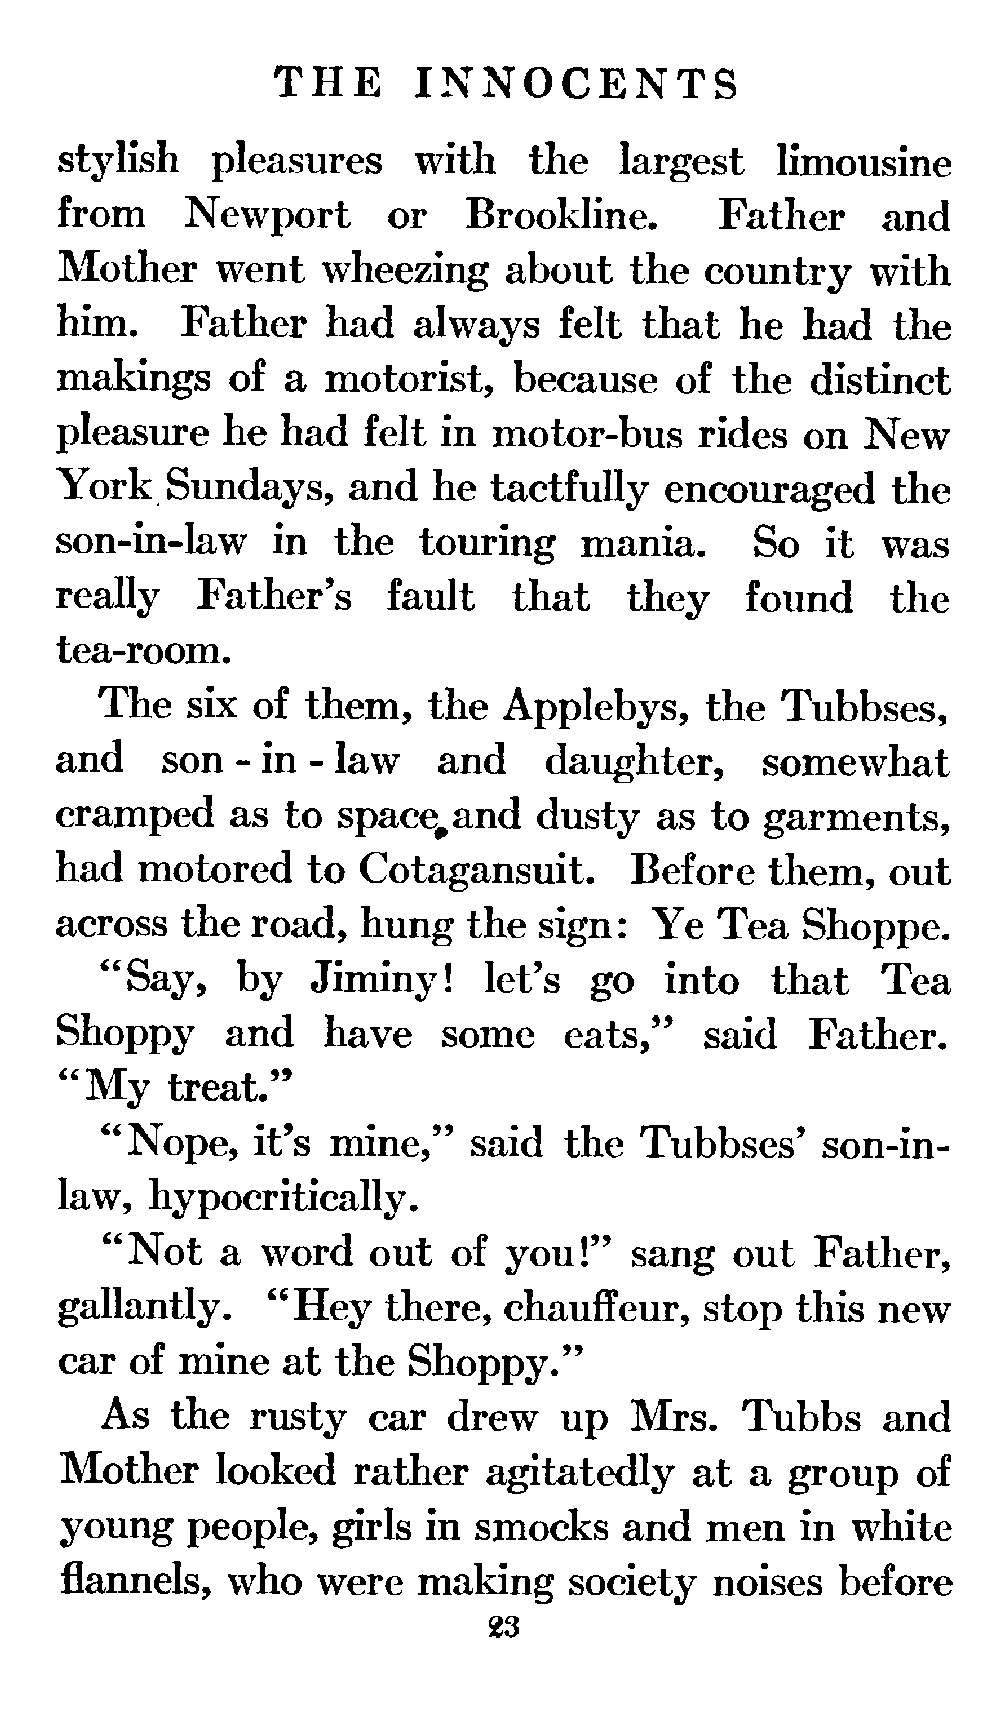 THE INNOCENTS
stylish pleasures with the largest limousine
from Newport or Brookline. Father and
Mother went wheezing about the country with
him. Father had always felt that he had the
makings of a motorist, because of the distinct
pleasure he had felt in motor-bus rides on New
York Sundays, and he tactfully encouraged the
son-in-law in the touring mania. So it was
really Father's fault that they found the
tea-room.
The six of them, the Applebys, the Tubbses,
and son-in-law and daughter, somewhat
cramped as to space, and dusty as to garments,
had motored to Cotagansuit. Before them, out
across the road, hung the sign: Ye Tea Shoppe.
"Say, by Jiminy! let's go into that Tea
Shoppy and have some eats," said Father.
"My treat."
"Nope, it's mine," said the Tubbses' son-in-
law, hypocritically.
"Not a word out of you!" sang out Father,
gallantly. "Hey there, chauffeur, stop this new
car of mine at the Shoppy."
As the rusty car drew up Mrs. Tubbs and
Mother looked rather agitatedly at a group of
young people, girls in smocks and men in white
flannels, who were making society noises before
23